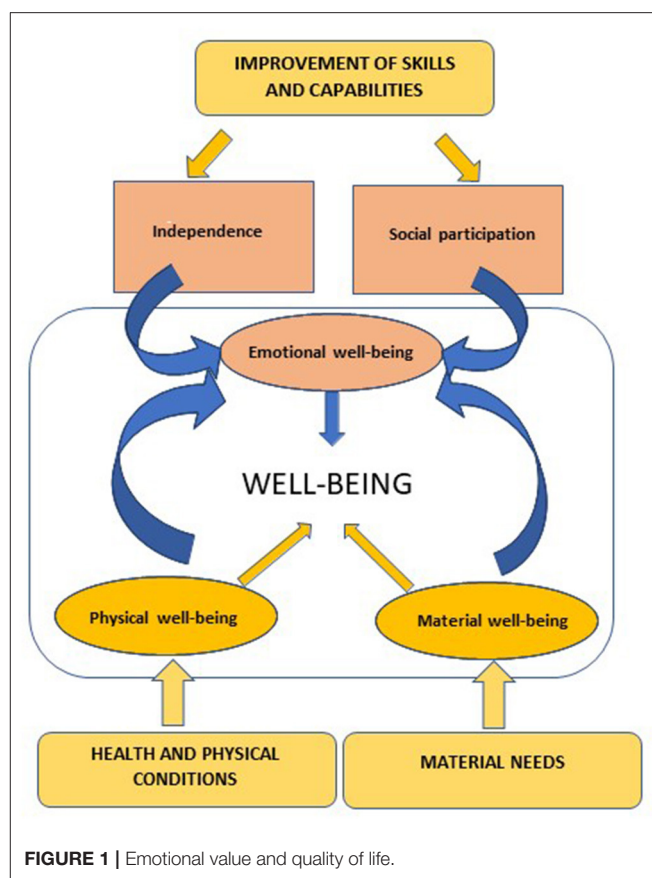 IMPROVEMENT OF SKILLS
AND CAPABILITIES
Independence
Social participation
Emotional well-being
WELL-BEING
Physical well-being
Material well-being
HEALTH AND PHYSICAL
CONDITIONS
MATERIAL NEEDS
FIGURE 1 | Emotional value and quality of life.